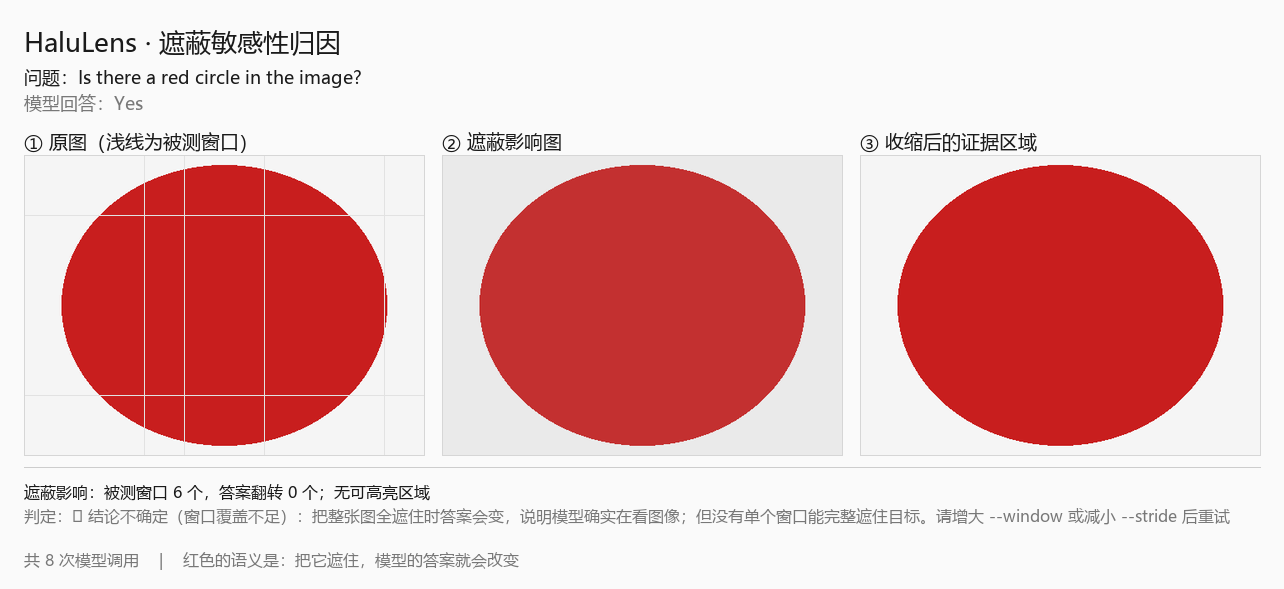 HaluLens · 遮蔽敏感性归因
问题：Is there a red circle in the image?
模型回答：Yes
① 原图（浅线为被测窗口）
② 遮蔽影响图
③ 收缩后的证据区域
遮蔽影响：被测窗口 6 个，答案翻转 0 个；无可高亮区域
判定：▯ 结论不确定（窗口覆盖不足）：把整张图全遮住时答案会变，说明模型确实在看图像；但没有单个窗口能完整遮住目标。请增大 --window 或减小 --stride 后重试
共 8 次模型调用 | 红色的语义是：把它遮住，模型的答案就会改变